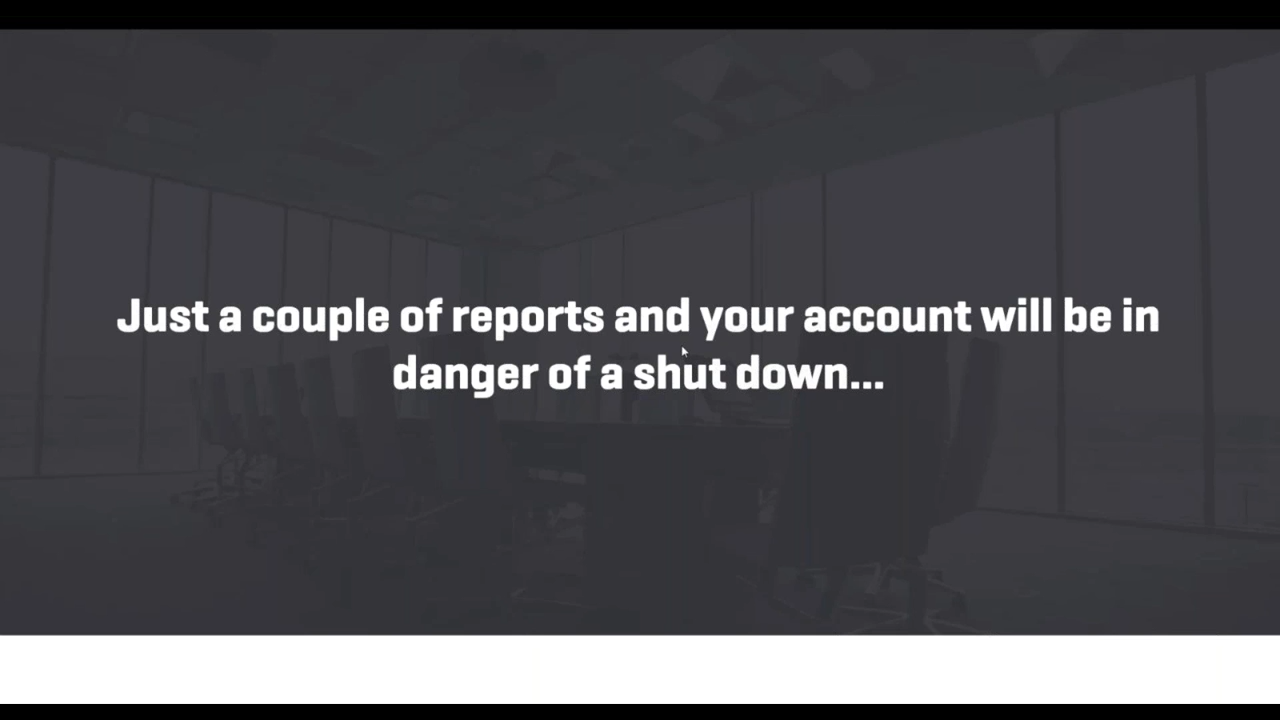 Just a couple of reports and your account will be in
danger of a shut down...